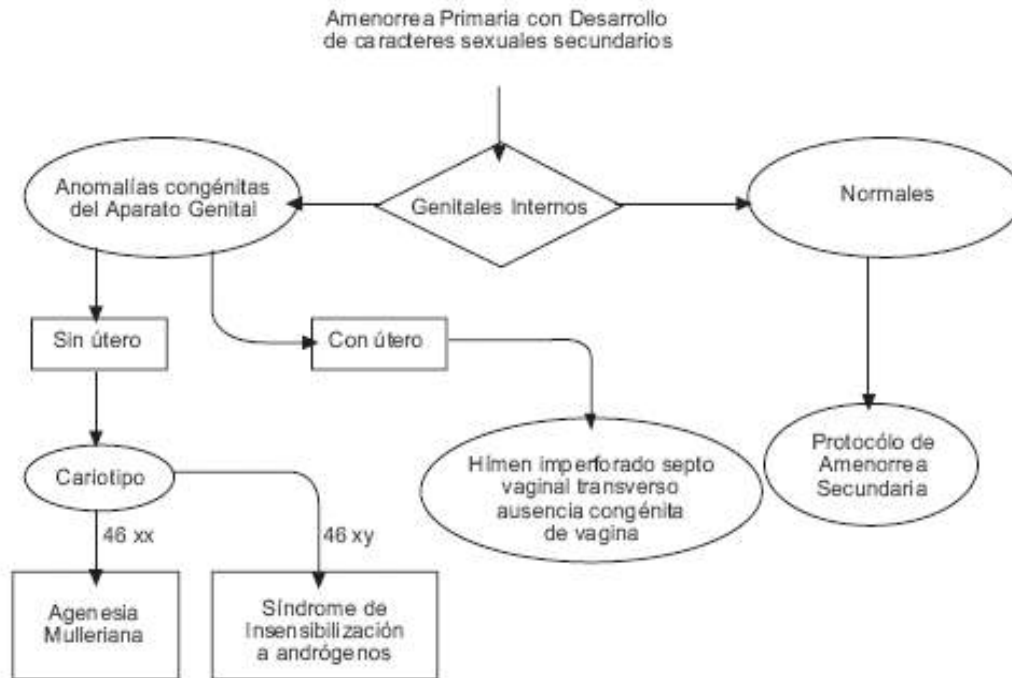 Amenorrea Primaria con Desarrollo
de caracteres sexuales secundarios
Anomalías congénitas
del Aparato Genital
Genitales Internos
Normales
Sin útero
Con útero
Cariotipo
Hímen imperforado septo
vaginal transverso
ausencia congénita
de vagina
Protocólo de
Amenorrea
Secundaria
46 xx
46 xy
Agenesia
Mulleriana
Síndrome de
Insensibilización
a andrógenos